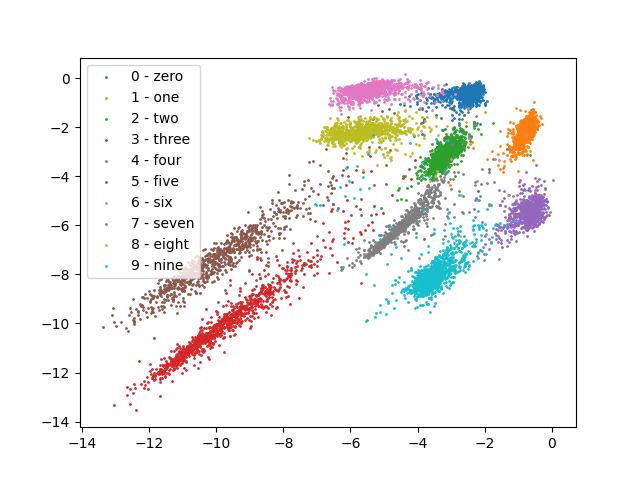 0 - zero
1 - one
2 - two
3 - three
4 - four
5 - five
6 - six
7 - seven
8 - eight
9 - nine
0
−2
−4
−6
−8
−10
−12
−14
−14 −12 −10 −8 −6 −4 −2 0